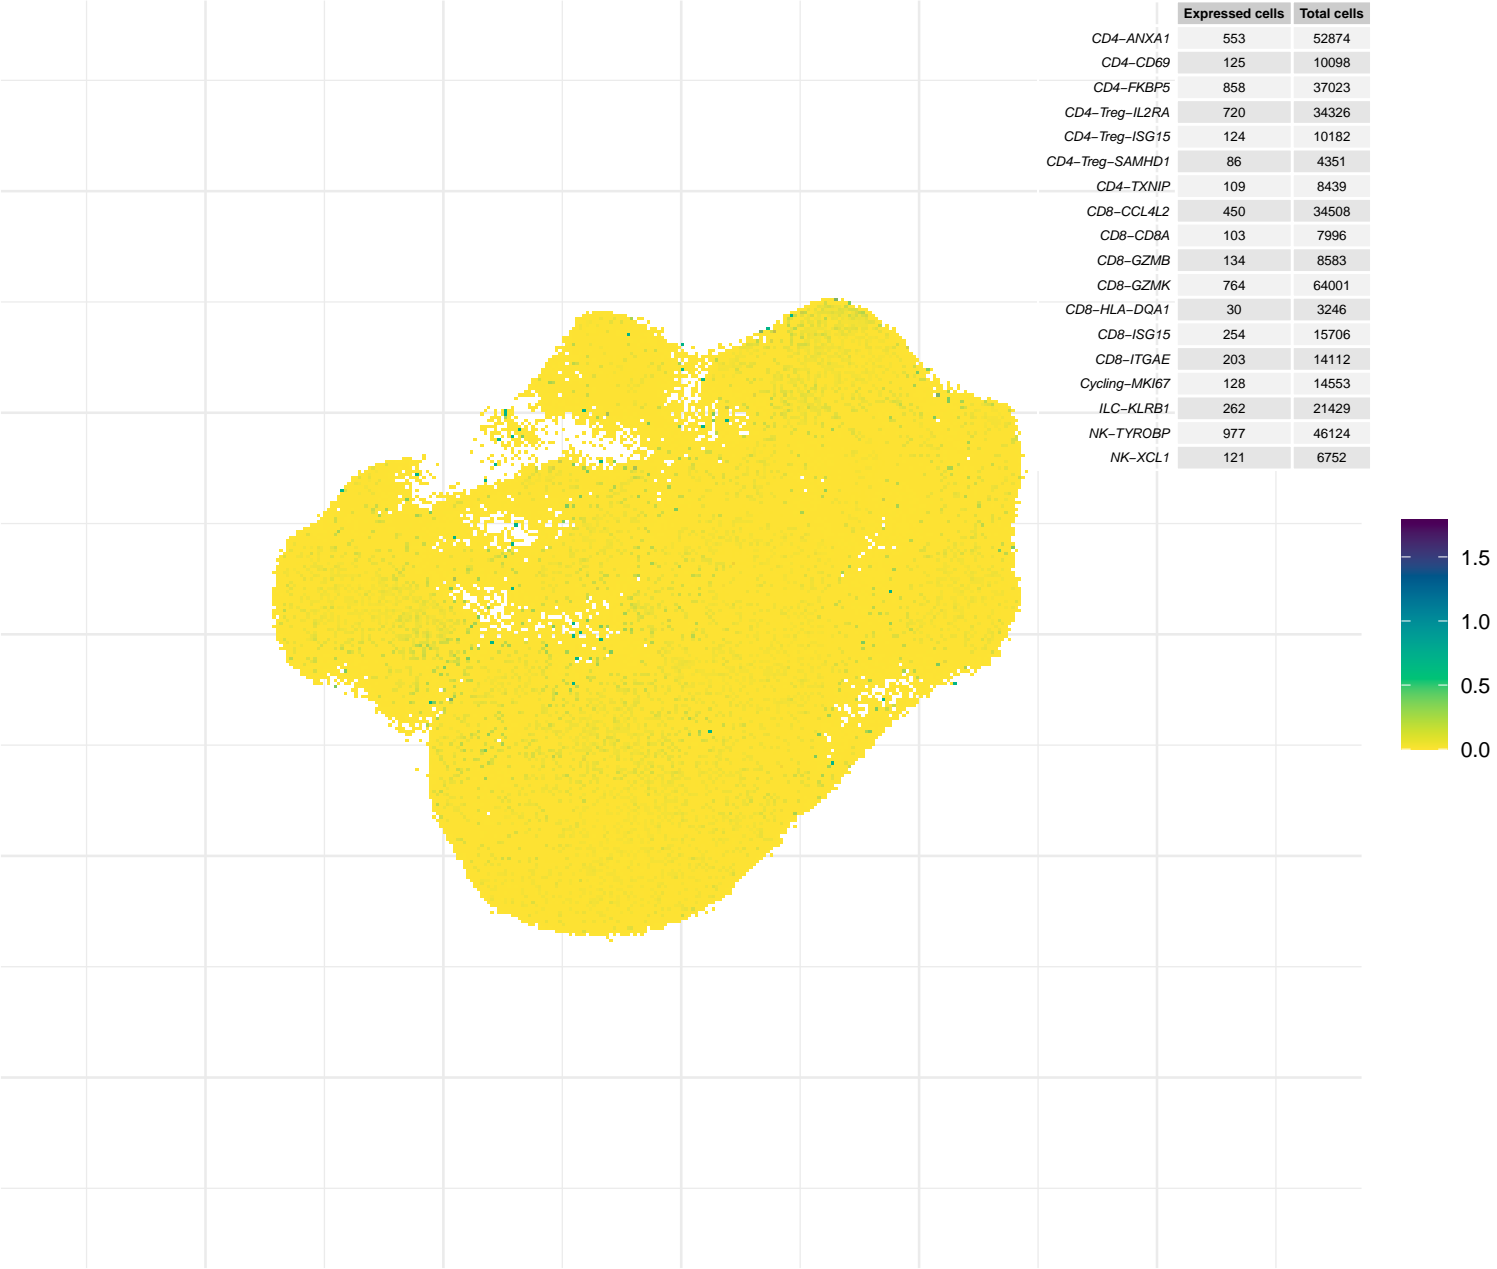 Expressed cells Total cells
CD4−ANXA1 553 52874
CD4−CD69 125 10098
CD4−FKBP5 858 37023
CD4−Treg−IL2RA 720 34326
CD4−Treg−ISG15 124 10182
CD4−Treg−SAMHD1 86 4351
CD4−TXNIP 109 8439
CD8−CCL4L2 450 34508
CD8−CD8A 103 7996
CD8−GZMB 134 8583
CD8−GZMK 764 64001
CD8−HLA−DQA1 30 3246
CD8−ISG15 254 15706
CD8−ITGAE 203 14112
Cycling−MKI67 128 14553
ILC−KLRB1 262 21429
NK−TYROBP 977 46124
NK−XCL1 121 6752
1.5
1.0
0.5
0.0